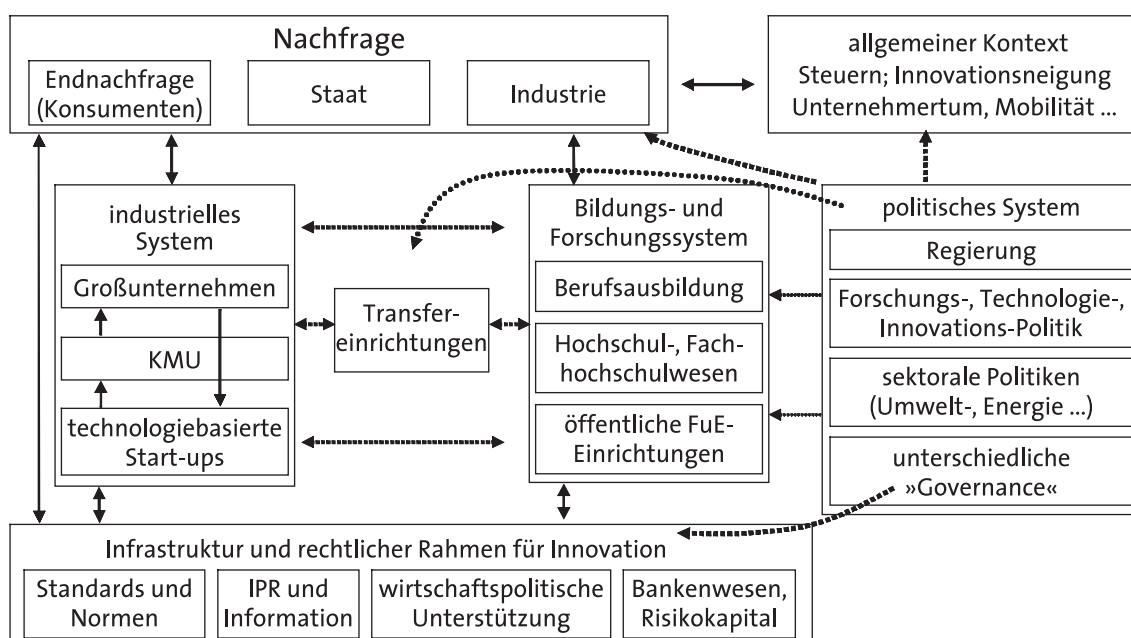 Nachfrage
Endnachfrage
(Konsumenten)
Staat
Industrie
allgemeiner Kontext
Steuern; Innovationsneigung
Unternehmertum, Mobilität ...
industrielles
System
Großunternehmen
KMU
technologiebasierte
Start-ups
Transfer-
einrichtungen
Bildungs- und
Forschungssystem
Berufsausbildung
Hochschul-, Fach-
hochschulwesen
öffentliche FuE-
Einrichtungen
politisches System
Regierung
Forschungs-, Technologie-,
Innovations-Politik
sektorale Politiken
(Umwelt-, Energie ...)
unterschiedliche
»Governance«
Infrastruktur und rechtlicher Rahmen für Innovation
Standards und
Normen
IPR und
Information
wirtschaftspolitische
Unterstützung
Bankenwesen,
Risikokapital